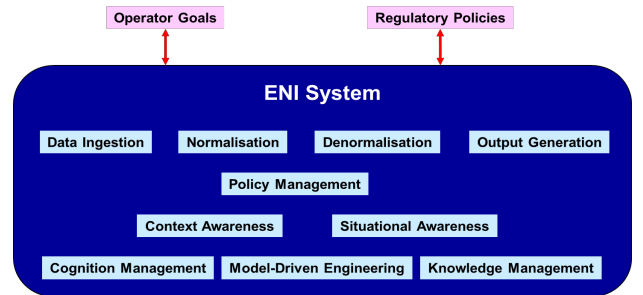 Operator Goals
Regulatory Policies
ENI System
Data Ingestion
Normalisation
Denormalisation
Output Generation
Policy Management
Context Awareness
Situational Awareness
Cognition Management
Model-Driven Engineering
Knowledge Management